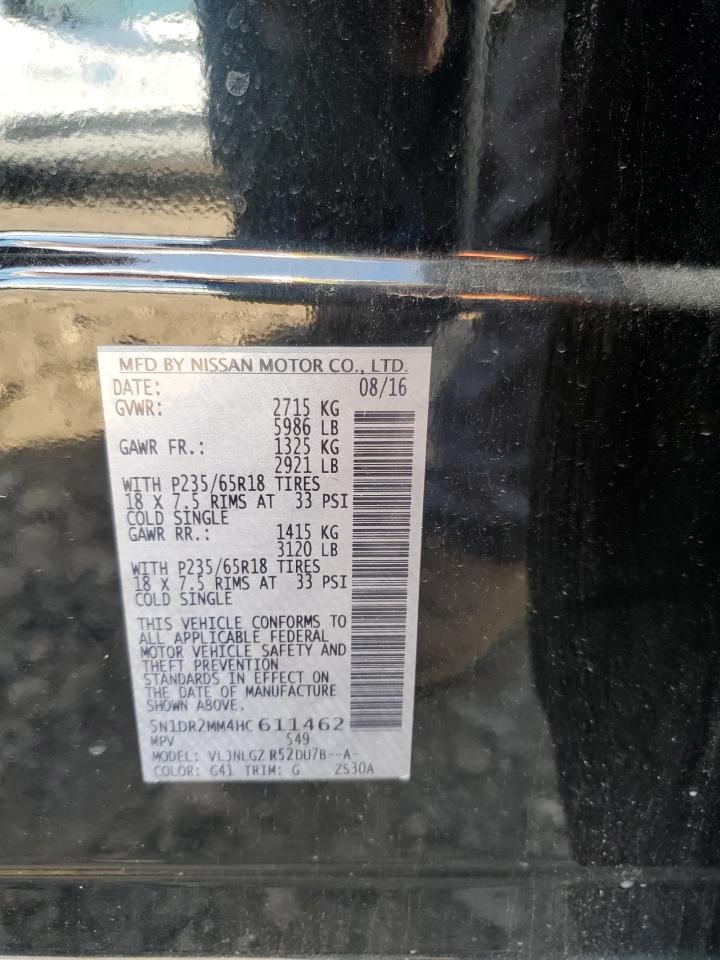 MFD BY NISSAN MOTOR CO., LTD.
DATE: 08/16
GVWR: 2715 KG
5986 LB
GAWR FR.: 1325 KG
2921 LB
WITH P235/65R18 TIRES
18 X 7.5 RIMS AT 33 PSI
COLD SINGLE
GAWR RR.: 1415 KG
3120 LB
WITH P235/65R18 TIRES
18 X 7.5 RIMS AT 33 PSI
COLD SINGLE
THIS VEHICLE CONFORMS TO
ALL APPLICABLE FEDERAL
MOTOR VEHICLE SAFETY AND
THEFT PREVENTION
STANDARDS IN EFFECT ON
THE DATE OF MANUFACTURE
SHOWN ABOVE.
5N1DR2MM4HC 611462
MPV 549
MODEL: VLJNLGZ R52DU7B--A-
COLOR: G41 TRIM: G ZS30A